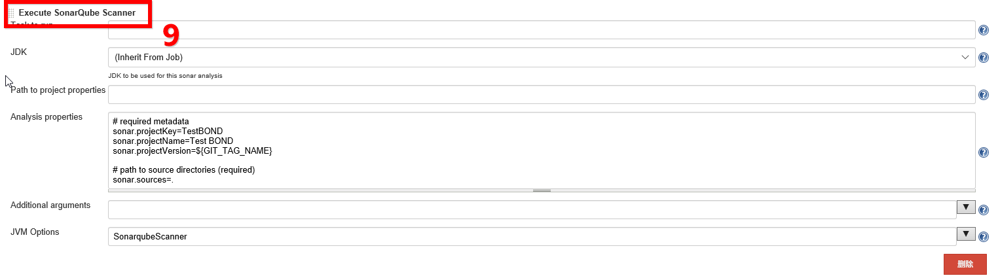 Execute SonarQube Scanner
9
Task to run
JDK
(Inherit From Job)
JDK to be used for this sonar analysis
Path to project properties
Analysis properties
# required metadata
sonar.projectKey=TestBOND
sonar.projectName=Test BOND
sonar.projectVersion=${GIT_TAG_NAME}
# path to source directories (required)
sonar.sources=.
Additional arguments
JVM Options
SonarqubeScanner
删除